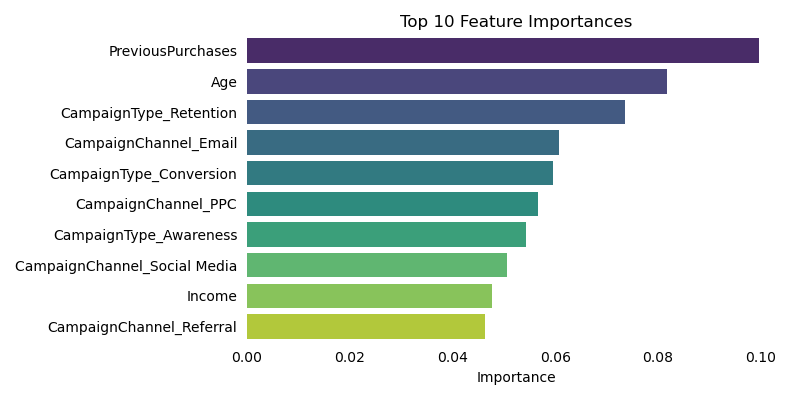 Top 10 Feature Importances
PreviousPurchases
Age
CampaignType_Retention
CampaignChannel_Email
CampaignType_Conversion
CampaignChannel_PPC
CampaignType_Awareness
CampaignChannel_Social Media
Income
CampaignChannel_Referral
0.00 0.02 0.04 0.06 0.08 0.10
Importance